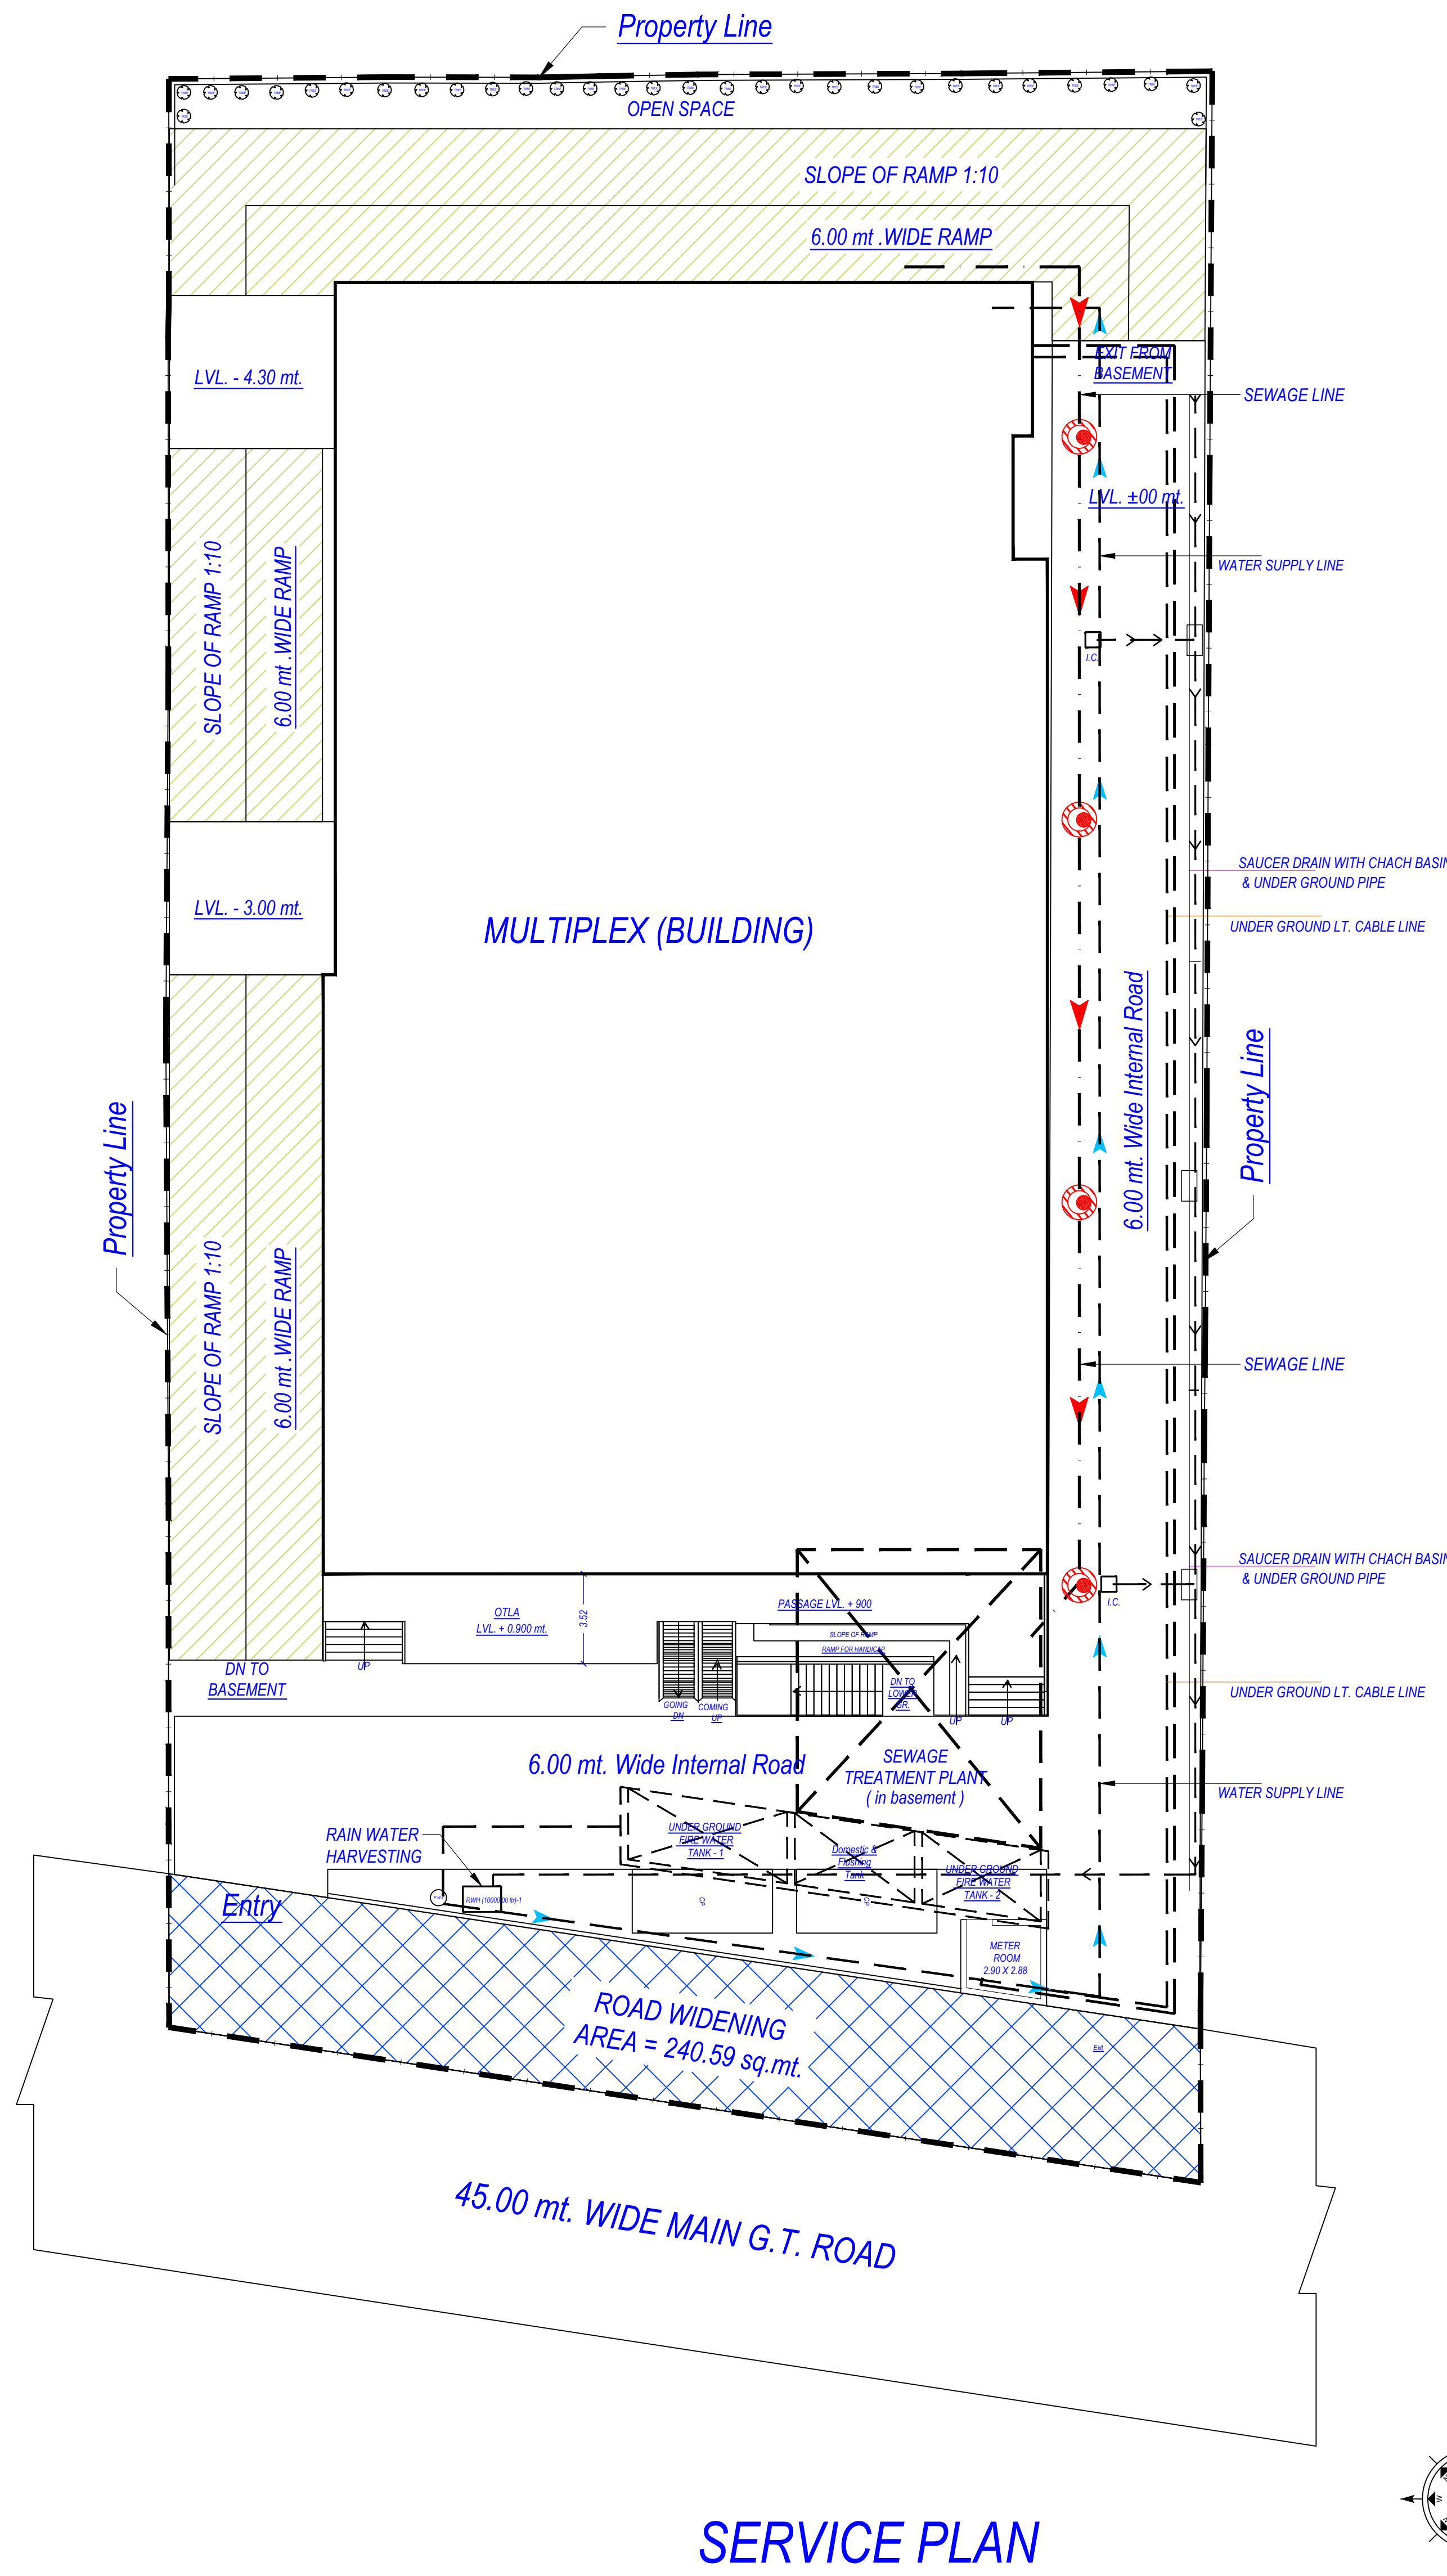 Property Line
OPEN SPACE
SLOPE OF RAMP 1:10
6.00 mt .WIDE RAMP
EXIT FROM
BASEMENT
LVL. - 4.30 mt.
SEWAGE LINE
LVL. ±00 mt.
WATER SUPPLY LINE
SLOPE OF RAMP 1:10
6.00 mt .WIDE RAMP
I.C.
SAUCER DRAIN WITH CHACH BASIN
& UNDER GROUND PIPE
LVL. - 3.00 mt.
MULTIPLEX (BUILDING)
UNDER GROUND LT. CABLE LINE
6.00 mt. Wide Internal Road
Property Line
Property Line
SLOPE OF RAMP 1:10
6.00 mt .WIDE RAMP
SEWAGE LINE
SAUCER DRAIN WITH CHACH BASIN
& UNDER GROUND PIPE
I.C.
OTLA
LVL. + 0.900 mt.
3.52
PASSAGE LVL. + 900
SLOPE OF RAMP
RAMP FOR HANDICAP
UP
DN TO
BASEMENT
GOING
DN
COMING
UP
DN TO
LOWER
GR.
UP
UP
UNDER GROUND LT. CABLE LINE
6.00 mt. Wide Internal Road
SEWAGE
TREATMENT PLANT
( in basement )
WATER SUPPLY LINE
RAIN WATER
HARVESTING
UNDER GROUND
FIRE WATER
TANK - 1
Domestic &
Flushing
Tank
UNDER GROUND
FIRE WATER
TANK - 2
Entry
CP
CP
METER
ROOM
2.90 X 2.88
ROAD WIDENING
AREA = 240.59 sq.mt.
Exit
45.00 mt. WIDE MAIN G.T. ROAD
W
SERVICE PLAN